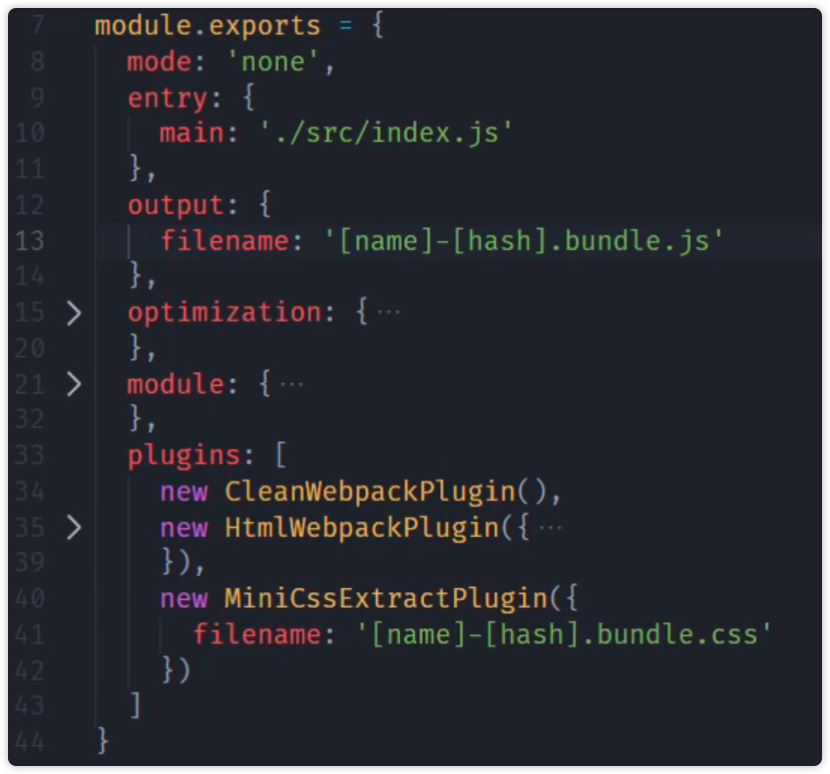 7 module.exports = {
8 mode: 'none',
9 entry: {
10 main: './src/index.js'
11 },
12 output: {
13 filename: '[name]-[hash].bundle.js'
14 },
15 optimization: { ···
20 },
21 module: { ···
32 },
33 plugins: [
34 new CleanWebpackPlugin(),
35 new HtmlWebpackPlugin({ ···
39 }),
40 new MiniCssExtractPlugin({
41 filename: '[name]-[hash].bundle.css'
42 })
43 ]
44 }